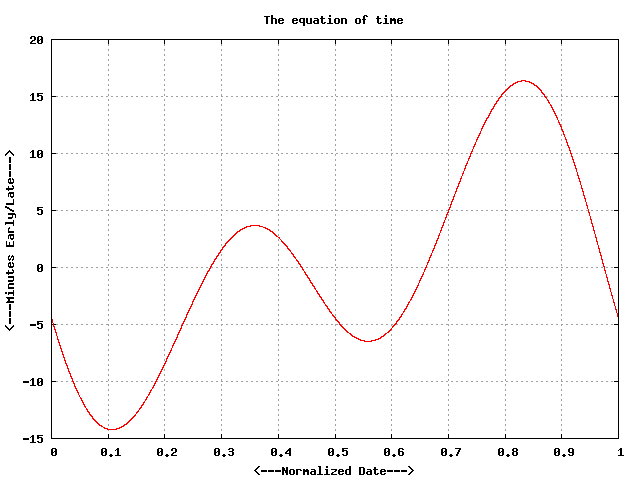 The equation of time
20
15
10
5
0
-5
-10
-15
<---Minutes Early/Late--->
0 0.1 0.2 0.3 0.4 0.5 0.6 0.7 0.8 0.9 1
<---Normalized Date--->